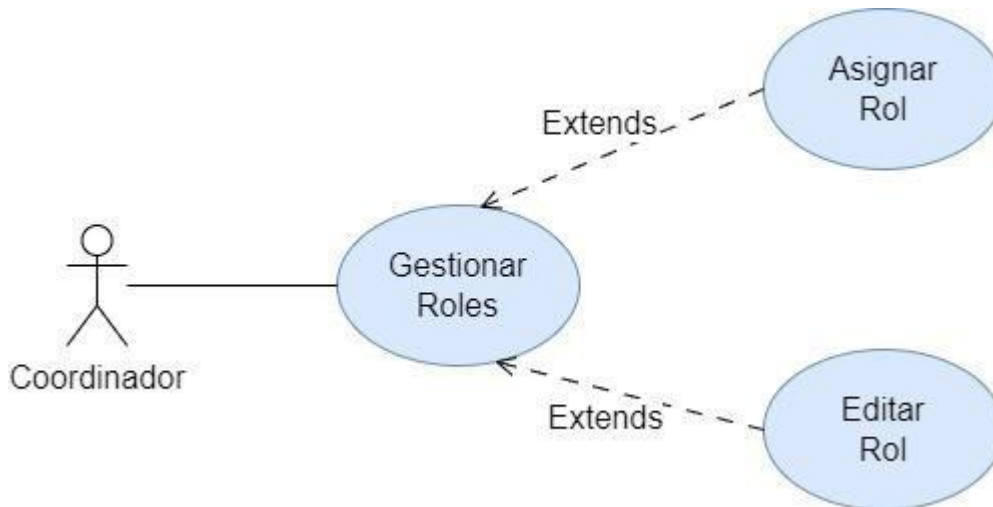 Asignar
Rol
Extends
Gestionar
Roles
Coordinador
Extends
Editar
Rol